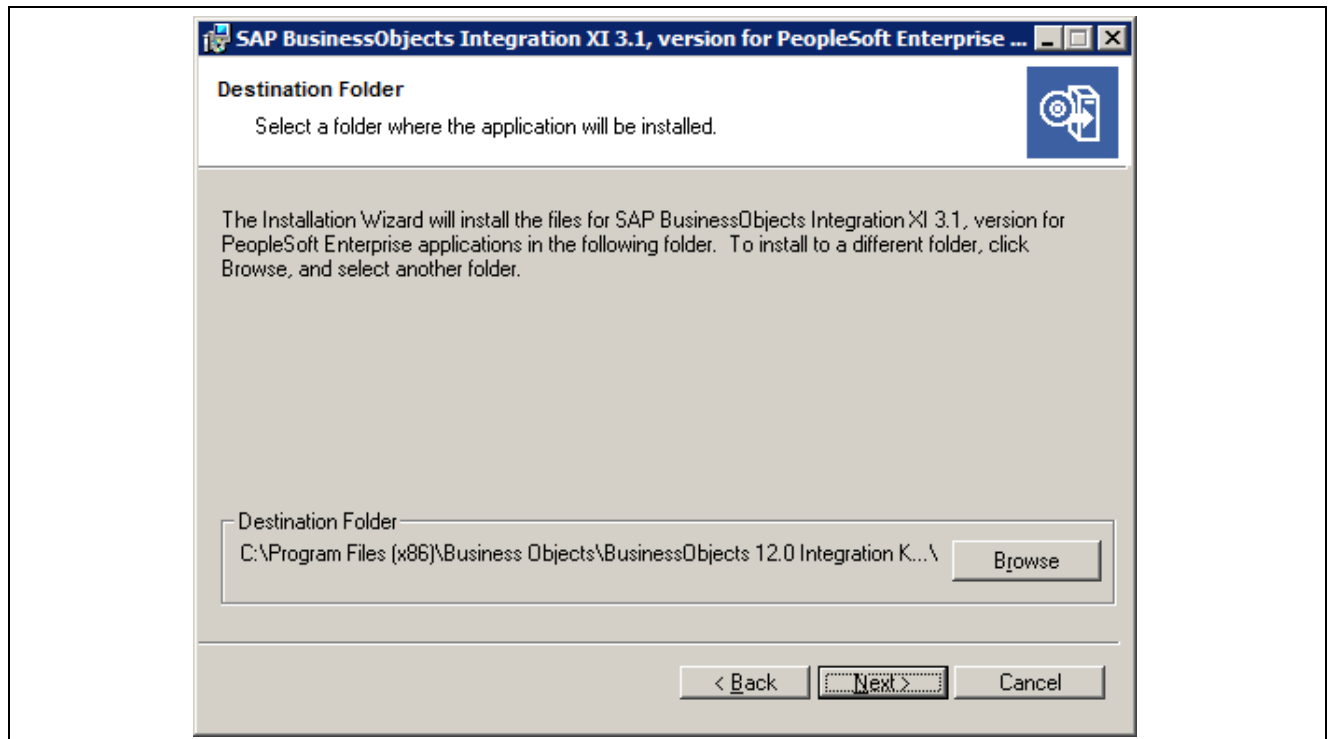 SAP BusinessObjects Integration XI 3.1, version for PeopleSoft Enterprise ...
Destination Folder
Select a folder where the application will be installed.
The Installation Wizard will install the files for SAP BusinessObjects Integration XI 3.1, version for
PeopleSoft Enterprise applications in the following folder.  To install to a different folder, click
Browse, and select another folder.
Destination Folder
C:\Program Files (x86)\Business Objects\BusinessObjects 12.0 Integration K...\
Browse
< Back
Next >
Cancel